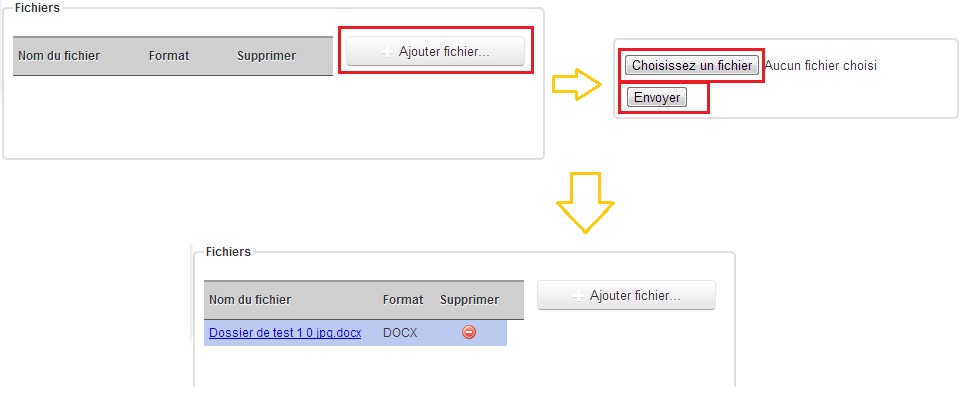 Fichiers
Nom du fichier Format Supprimer
Ajouter fichier...
Choisissez un fichier Aucun fichier choisi
Envoyer
Fichiers
Nom du fichier Format Supprimer
Ajouter fichier...
Dossier de test 1 0 jpg.docx DOCX